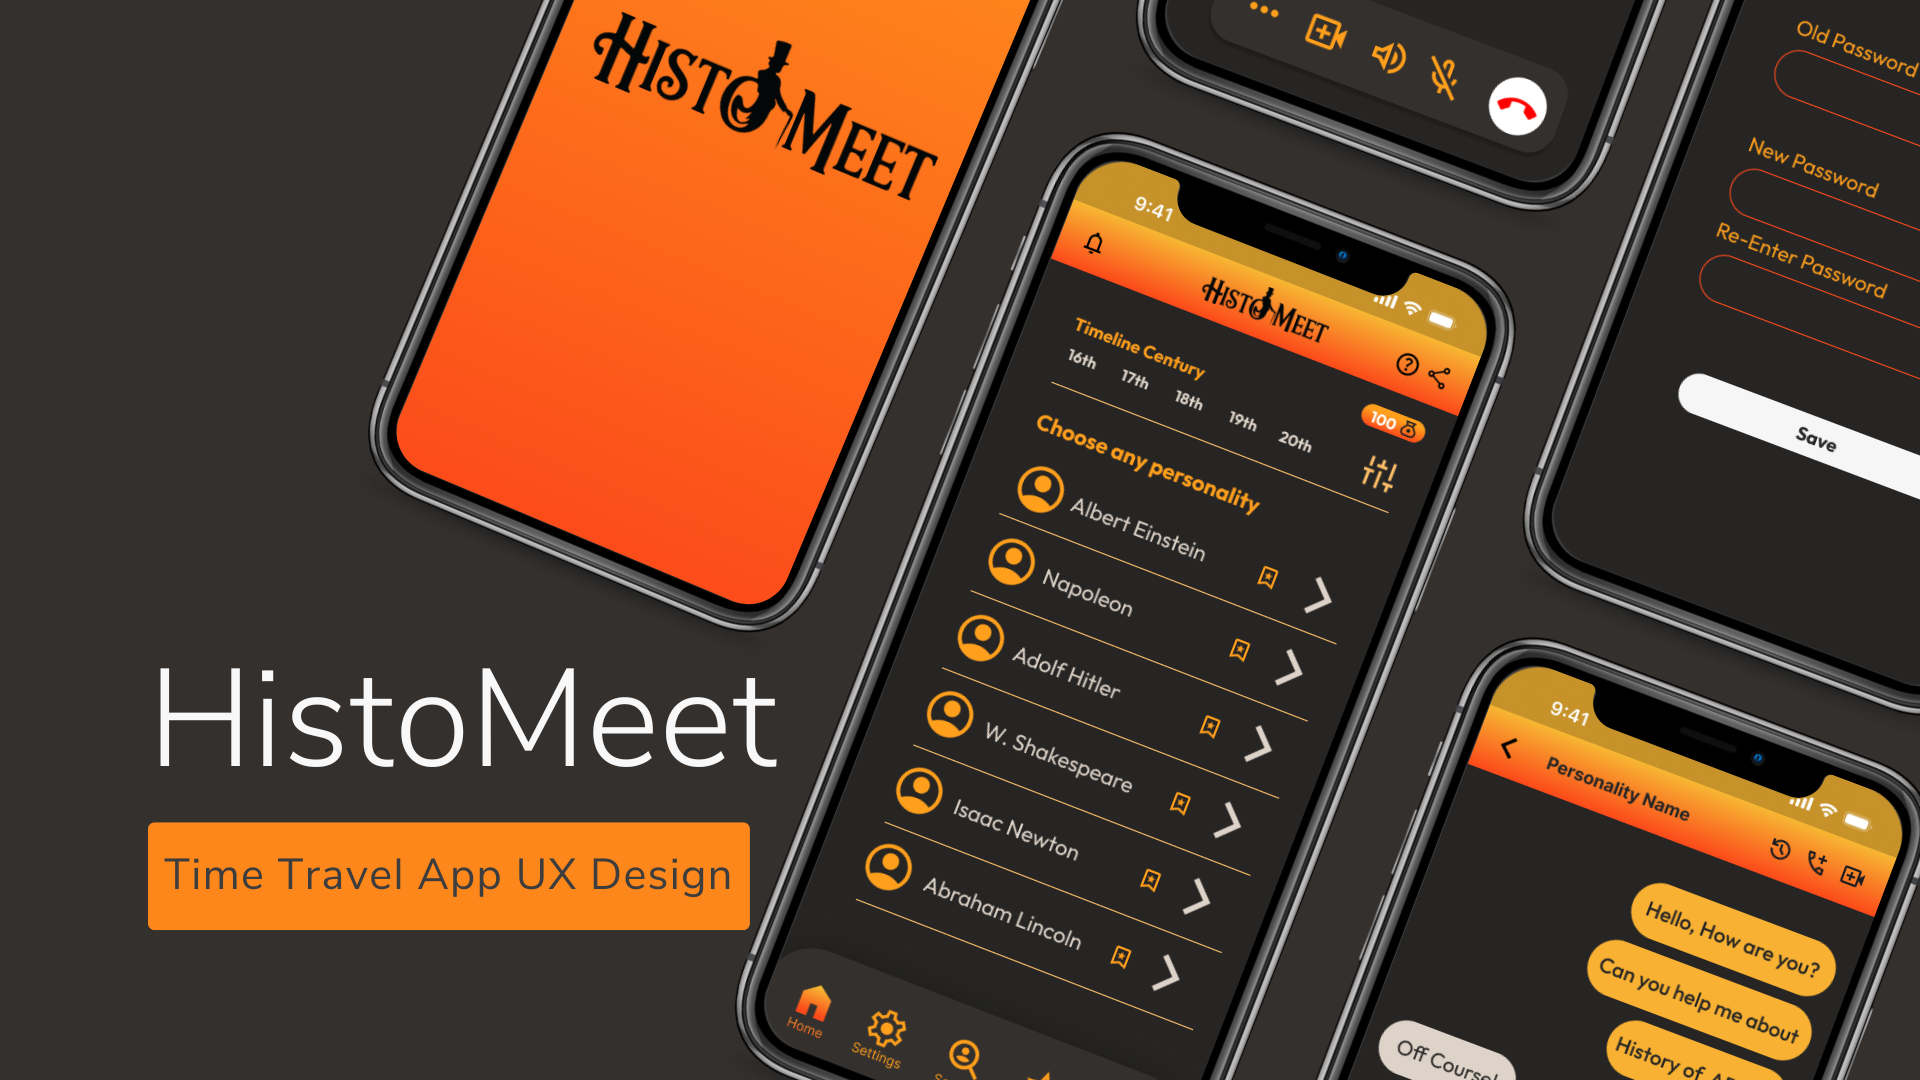 HISTOMEET
Old Password
New Password
Re-Enter Password
Save
9:41
HISTOMEET
Timeline Century
16th 17th 18th 19th 20th
100
Choose any personality
Albert Einstein
Napoleon
Adolf Hitler
W. Shakespeare
Isaac Newton
Abraham Lincoln
Home
Settings
HistoMeet
Time Travel App UX Design
9:41
Personality Name
Hello, How are you?
Can you help me about
History of
Off Course!